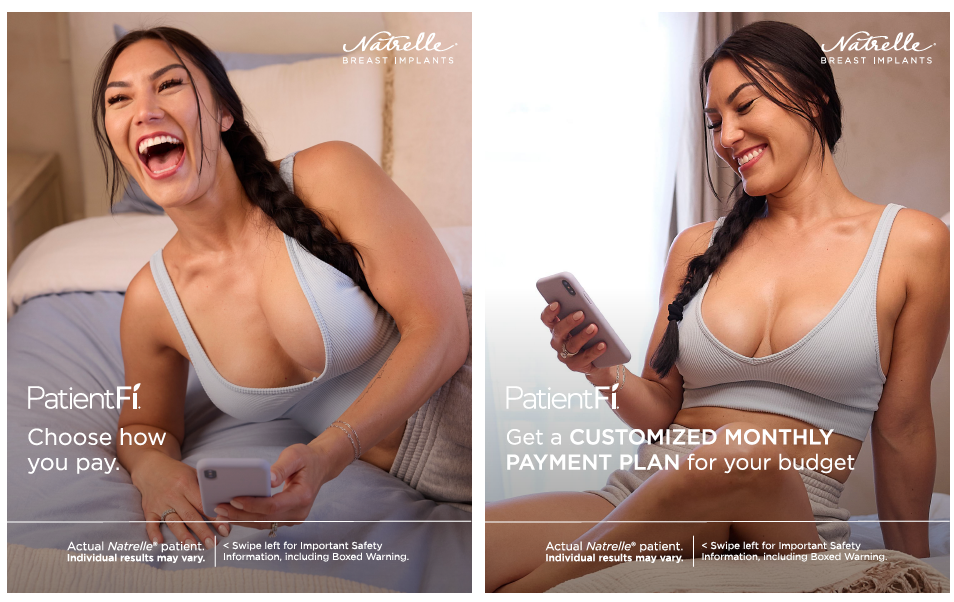 Natrelle®
BREAST IMPLANTS
PatientFi®
Choose how
you pay.
Actual Natrelle® patient.
Individual results may vary.
< Swipe left for Important Safety
Information, including Boxed Warning.
Natrelle®
BREAST IMPLANTS
PatientFi®
Get a CUSTOMIZED MONTHLY
PAYMENT PLAN for your budget
Actual Natrelle® patient.
Individual results may vary.
< Swipe left for Important Safety
Information, including Boxed Warning.